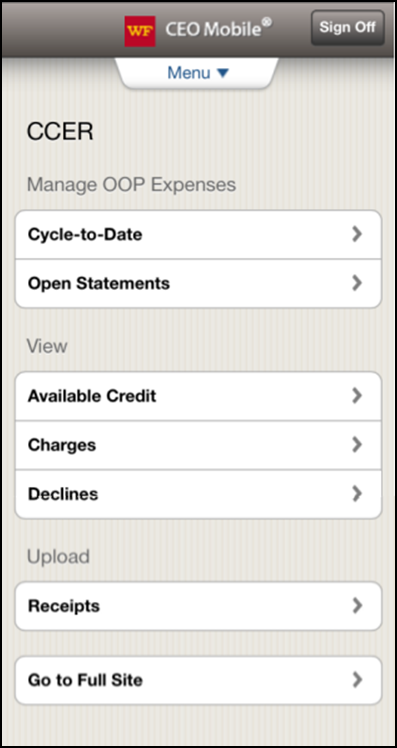 WF CEO Mobile® Sign Off
Menu ▼
CCER
Manage OOP Expenses
Cycle-to-Date
Open Statements
View
Available Credit
Charges
Declines
Upload
Receipts
Go to Full Site